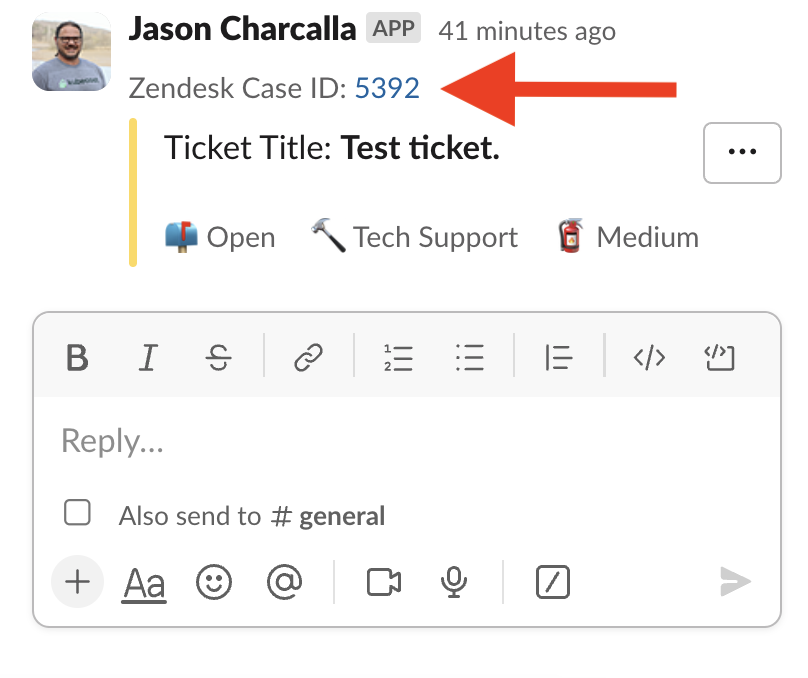 Jason Charcalla APP 41 minutes ago
Zendesk Case ID: 5392
Ticket Title: Test ticket.
Open Tech Support Medium
Reply...
Also send to # general
Aa